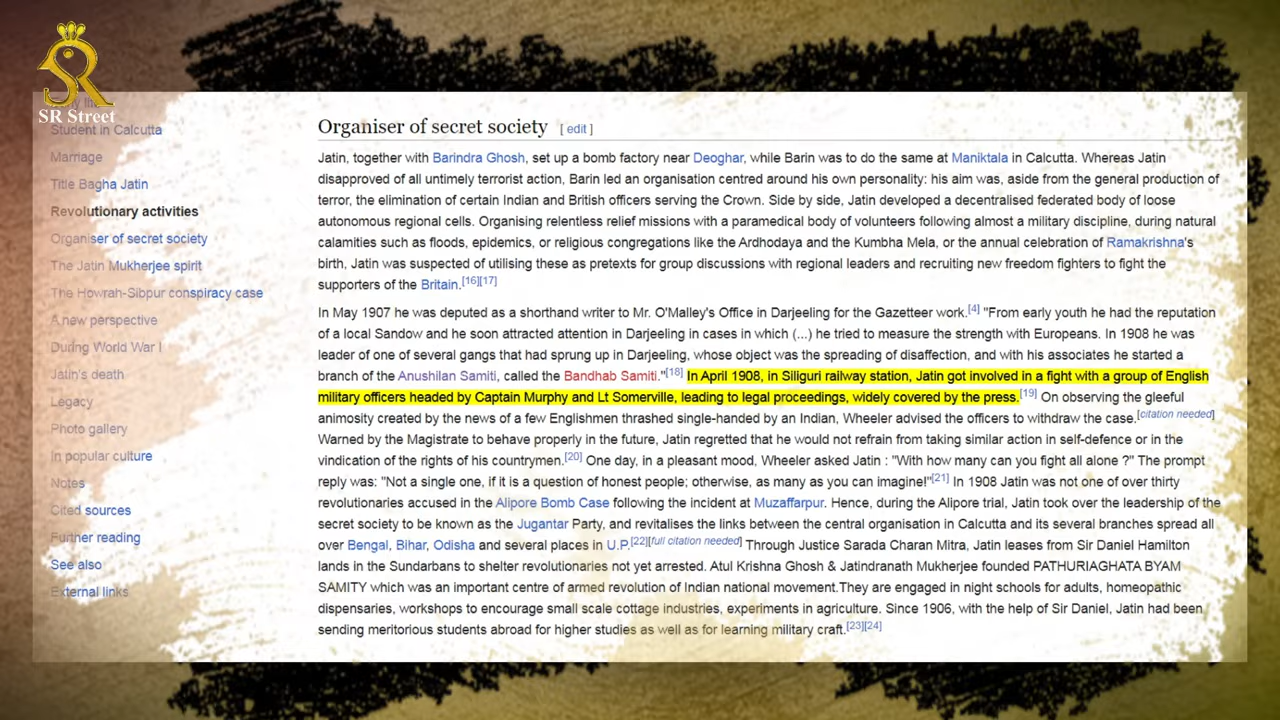 SR Street
Student in Calcutta
Marriage
Title Bagha Jatin
Revolutionary activities
Organiser of secret society
The Jatin Mukherjee spirit
The Howrah-Sibpur conspiracy case
A new perspective
During World War I
Jatin's death
Legacy
Photo gallery
In popular culture
Notes
Cited sources
Further reading
See also
External links
Organiser of secret society [ edit ]
Jatin, together with Barindra Ghosh, set up a bomb factory near Deoghar, while Barin was to do the same at Maniktala in Calcutta. Whereas Jatin
disapproved of all untimely terrorist action, Barin led an organisation centred around his own personality: his aim was, aside from the general production of
terror, the elimination of certain Indian and British officers serving the Crown. Side by side, Jatin developed a decentralised federated body of loose
autonomous regional cells. Organising relentless relief missions with a paramedical body of volunteers following almost a military discipline, during natural
calamities such as floods, epidemics, or religious congregations like the Ardhodaya and the Kumbha Mela, or the annual celebration of Ramakrishna's
birth, Jatin was suspected of utilising these as pretexts for group discussions with regional leaders and recruiting new freedom fighters to fight the
supporters of the Britain.[16][17]
In May 1907 he was deputed as a shorthand writer to Mr. O'Malley's Office in Darjeeling for the Gazetteer work.[4] "From early youth he had the reputation
of a local Sandow and he soon attracted attention in Darjeeling in cases in which (...) he tried to measure the strength with Europeans. In 1908 he was
leader of one of several gangs that had sprung up in Darjeeling, whose object was the spreading of disaffection, and with his associates he started a
branch of the Anushilan Samiti, called the Bandhab Samiti."[18] In April 1908, in Siliguri railway station, Jatin got involved in a fight with a group of English
military officers headed by Captain Murphy and Lt Somerville, leading to legal proceedings, widely covered by the press.[19] On observing the gleeful
animosity created by the news of a few Englishmen thrashed single-handed by an Indian, Wheeler advised the officers to withdraw the case.[citation needed]
Warned by the Magistrate to behave properly in the future, Jatin regretted that he would not refrain from taking similar action in self-defence or in the
vindication of the rights of his countrymen.[20] One day, in a pleasant mood, Wheeler asked Jatin : "With how many can you fight all alone ?" The prompt
reply was: "Not a single one, if it is a question of honest people; otherwise, as many as you can imagine!"[21] In 1908 Jatin was not one of over thirty
revolutionaries accused in the Alipore Bomb Case following the incident at Muzaffarpur. Hence, during the Alipore trial, Jatin took over the leadership of the
secret society to be known as the Jugantar Party, and revitalises the links between the central organisation in Calcutta and its several branches spread all
over Bengal, Bihar, Odisha and several places in U.P.[22][full citation needed] Through Justice Sarada Charan Mitra, Jatin leases from Sir Daniel Hamilton
lands in the Sundarbans to shelter revolutionaries not yet arrested. Atul Krishna Ghosh & Jatindranath Mukherjee founded PATHURIAGHATA BYAM
SAMITY which was an important centre of armed revolution of Indian national movement.They are engaged in night schools for adults, homeopathic
dispensaries, workshops to encourage small scale cottage industries, experiments in agriculture. Since 1906, with the help of Sir Daniel, Jatin had been
sending meritorious students abroad for higher studies as well as for learning military craft.[23][24]